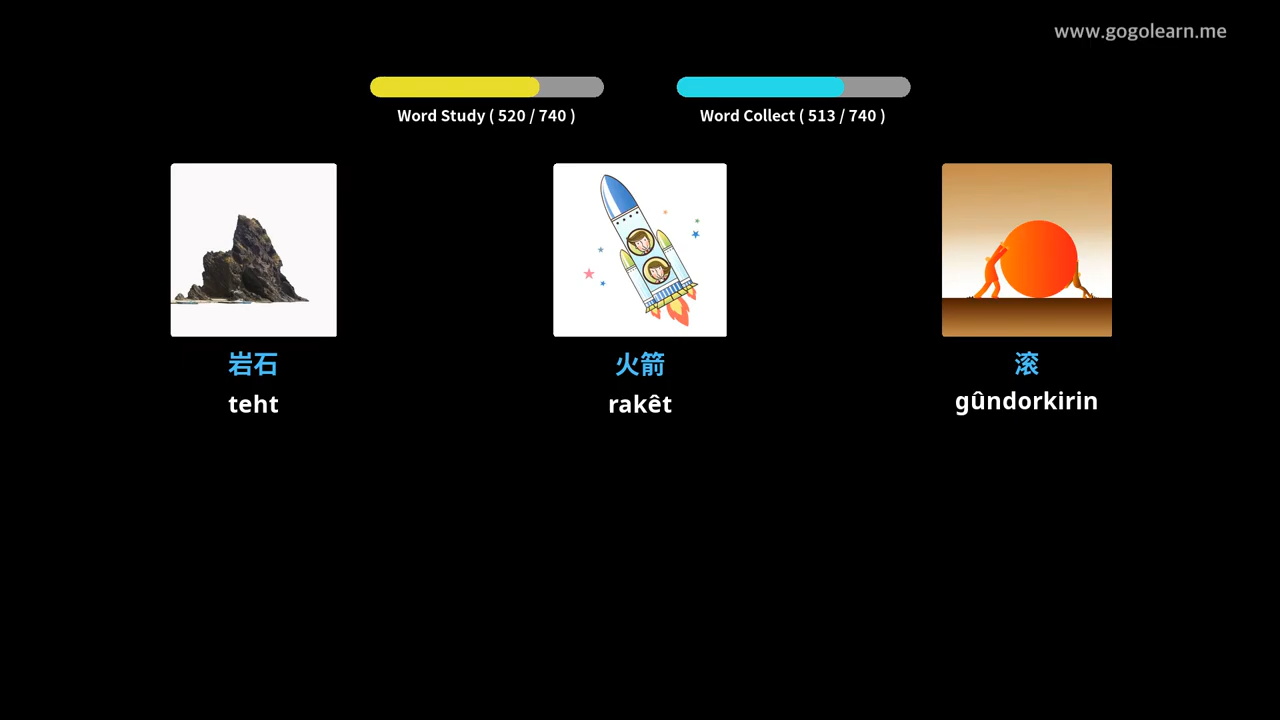 www.gogolearn.me
Word Study ( 520 / 740 )
Word Collect ( 513 / 740 )
岩石
火箭
滚
teht
rakêt
gûndorkirin